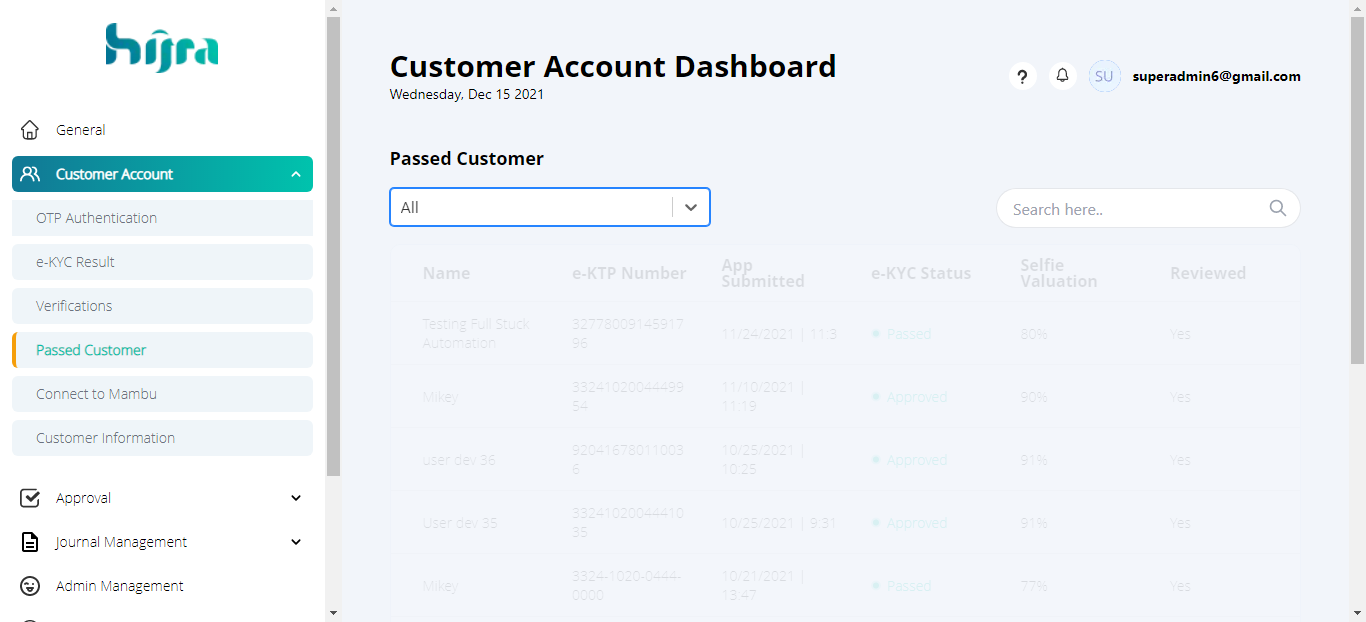 hijra
General
Customer Account
OTP Authentication
e-KYC Result
Verifications
Passed Customer
Connect to Mambu
Customer Information
Approval
Journal Management
Admin Management
Customer Account Dashboard
Wednesday, Dec 15 2021
?
SU
superadmin6@gmail.com
Passed Customer
All
Search here..
Name e-KTP Number App Submitted e-KYC Status Selfie Valuation Reviewed
Testing Full Stuck Automation 3277800914591796 11/24/2021 | 11:3 Passed 80% Yes
Mikey 3324102004449954 11/10/2021 | 11:19 Approved 90% Yes
user dev 36 920416780110036 10/25/2021 | 10:25 Approved 91% Yes
User dev 35 3324102004441035 10/25/2021 | 9:31 Approved 91% Yes
Mikey 3324-1020-0444-0000 10/21/2021 | 13:47 Passed 77% Yes